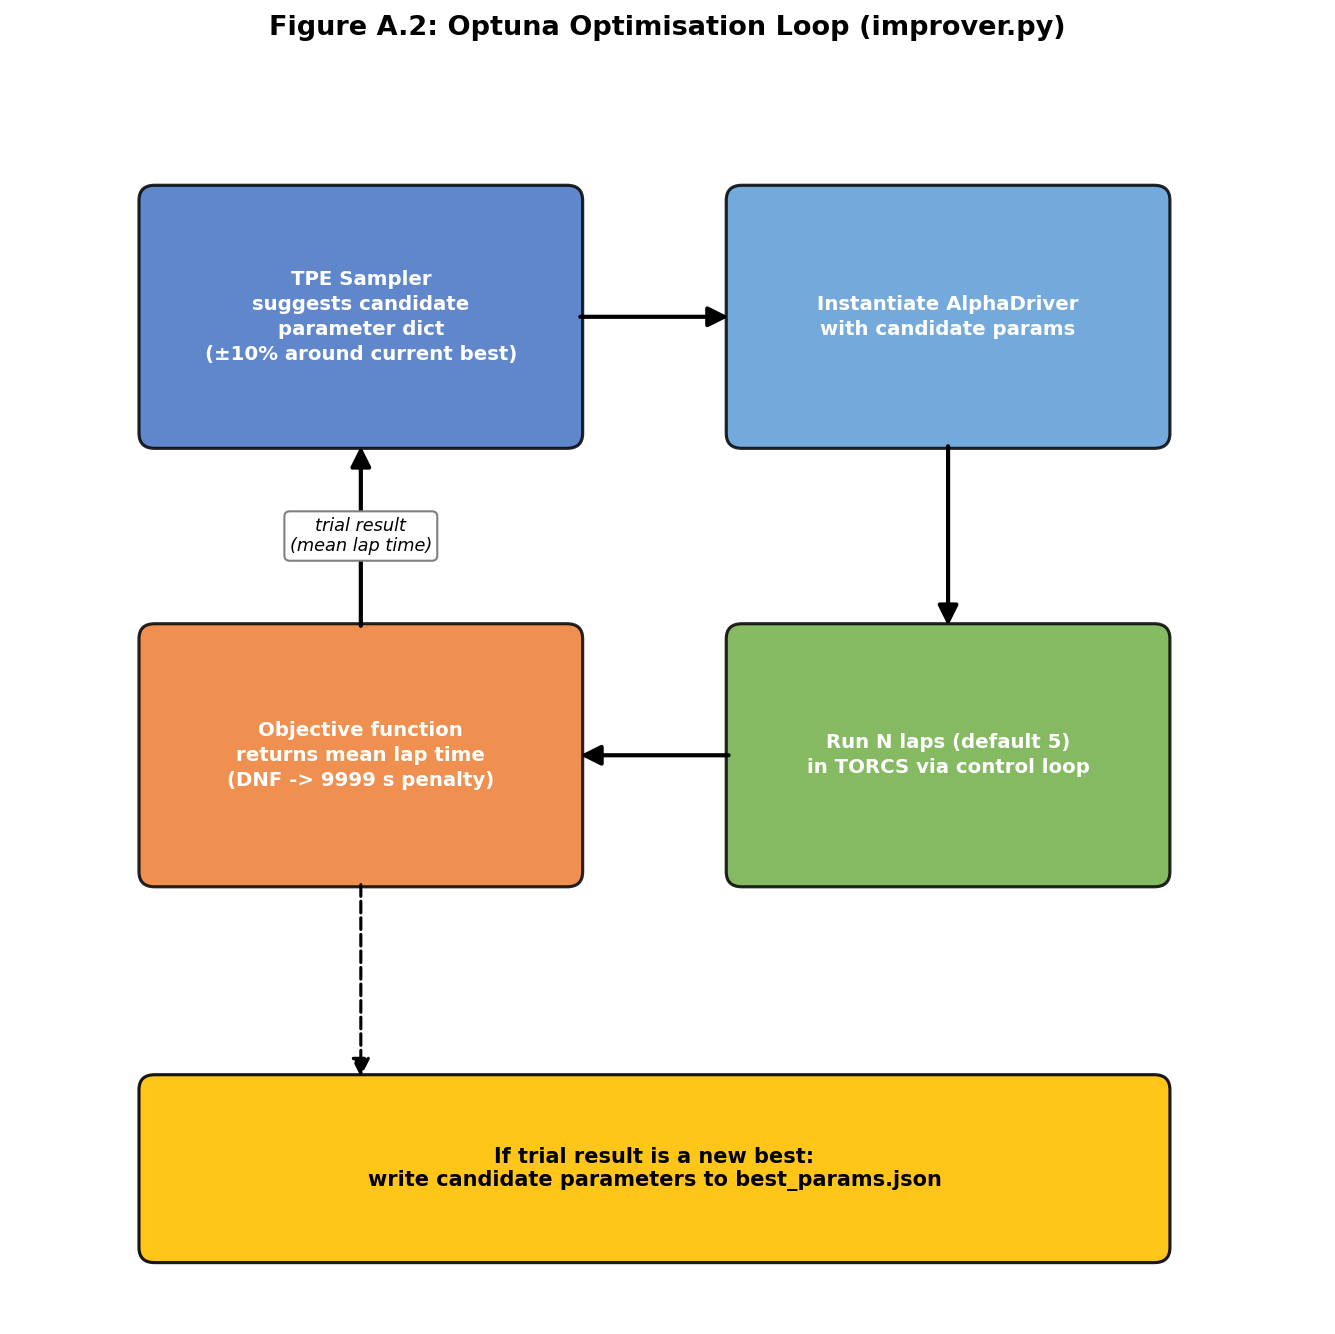 Figure A.2: Optuna Optimisation Loop (improver.py)
TPE Sampler
suggests candidate
parameter dict
(±10% around current best)
Instantiate AlphaDriver
with candidate params
trial result
(mean lap time)
Objective function
returns mean lap time
(DNF -> 9999 s penalty)
Run N laps (default 5)
in TORCS via control loop
If trial result is a new best:
write candidate parameters to best_params.json